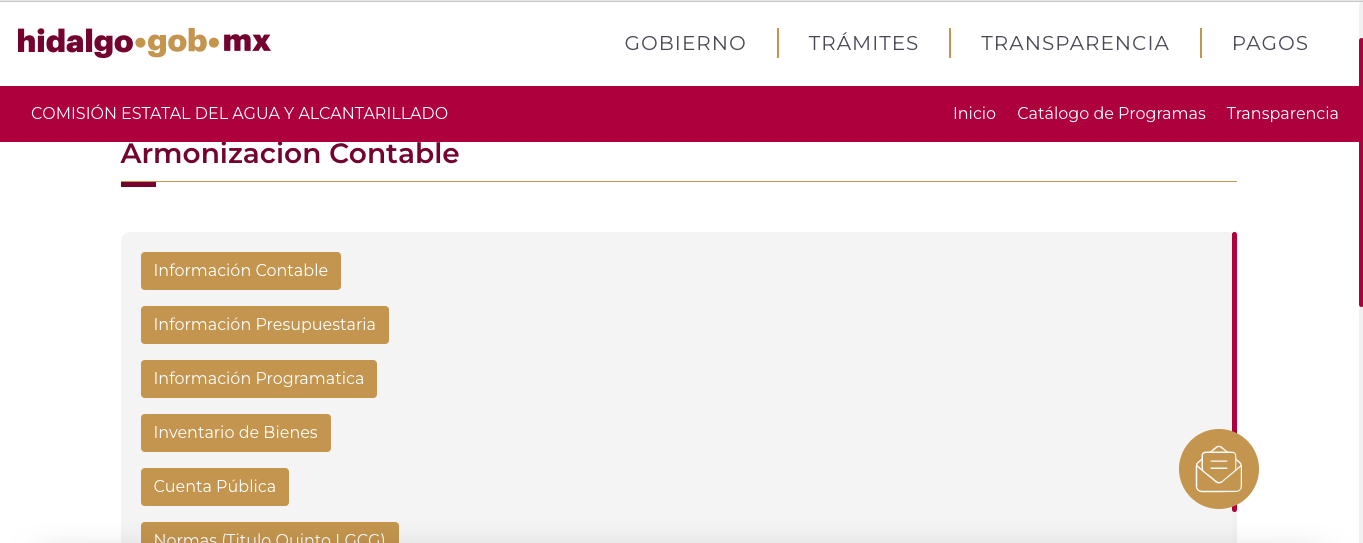 hidalgo•gob•mx
GOBIERNO
TRÁMITES
TRANSPARENCIA
PAGOS
COMISIÓN ESTATAL DEL AGUA Y ALCANTARILLADO
Inicio
Catálogo de Programas
Transparencia
Armonizacion Contable
Información Contable
Información Presupuestaria
Información Programatica
Inventario de Bienes
Cuenta Pública
Normas (Titulo Quinto LGCG)